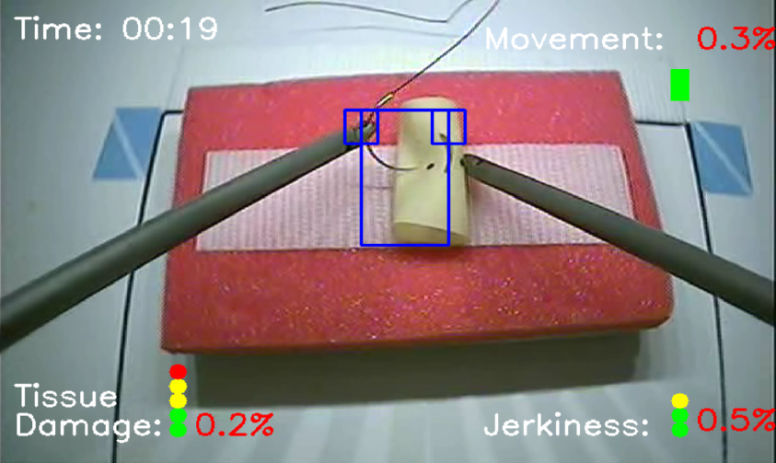 Time: 00:19
Movement: 0.3%
Tissue
Damage: 0.2%
Jerkiness: 0.5%